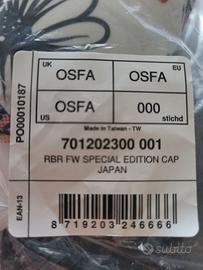 UK
OSFA
OSFA
EU
OSFA
000
US
stichd
Made in Taiwan - TW
701202300 001
RBR FW SPECIAL EDITION CAP
JAPAN
PO00010187
EAN-13
8 719203 246666
subito